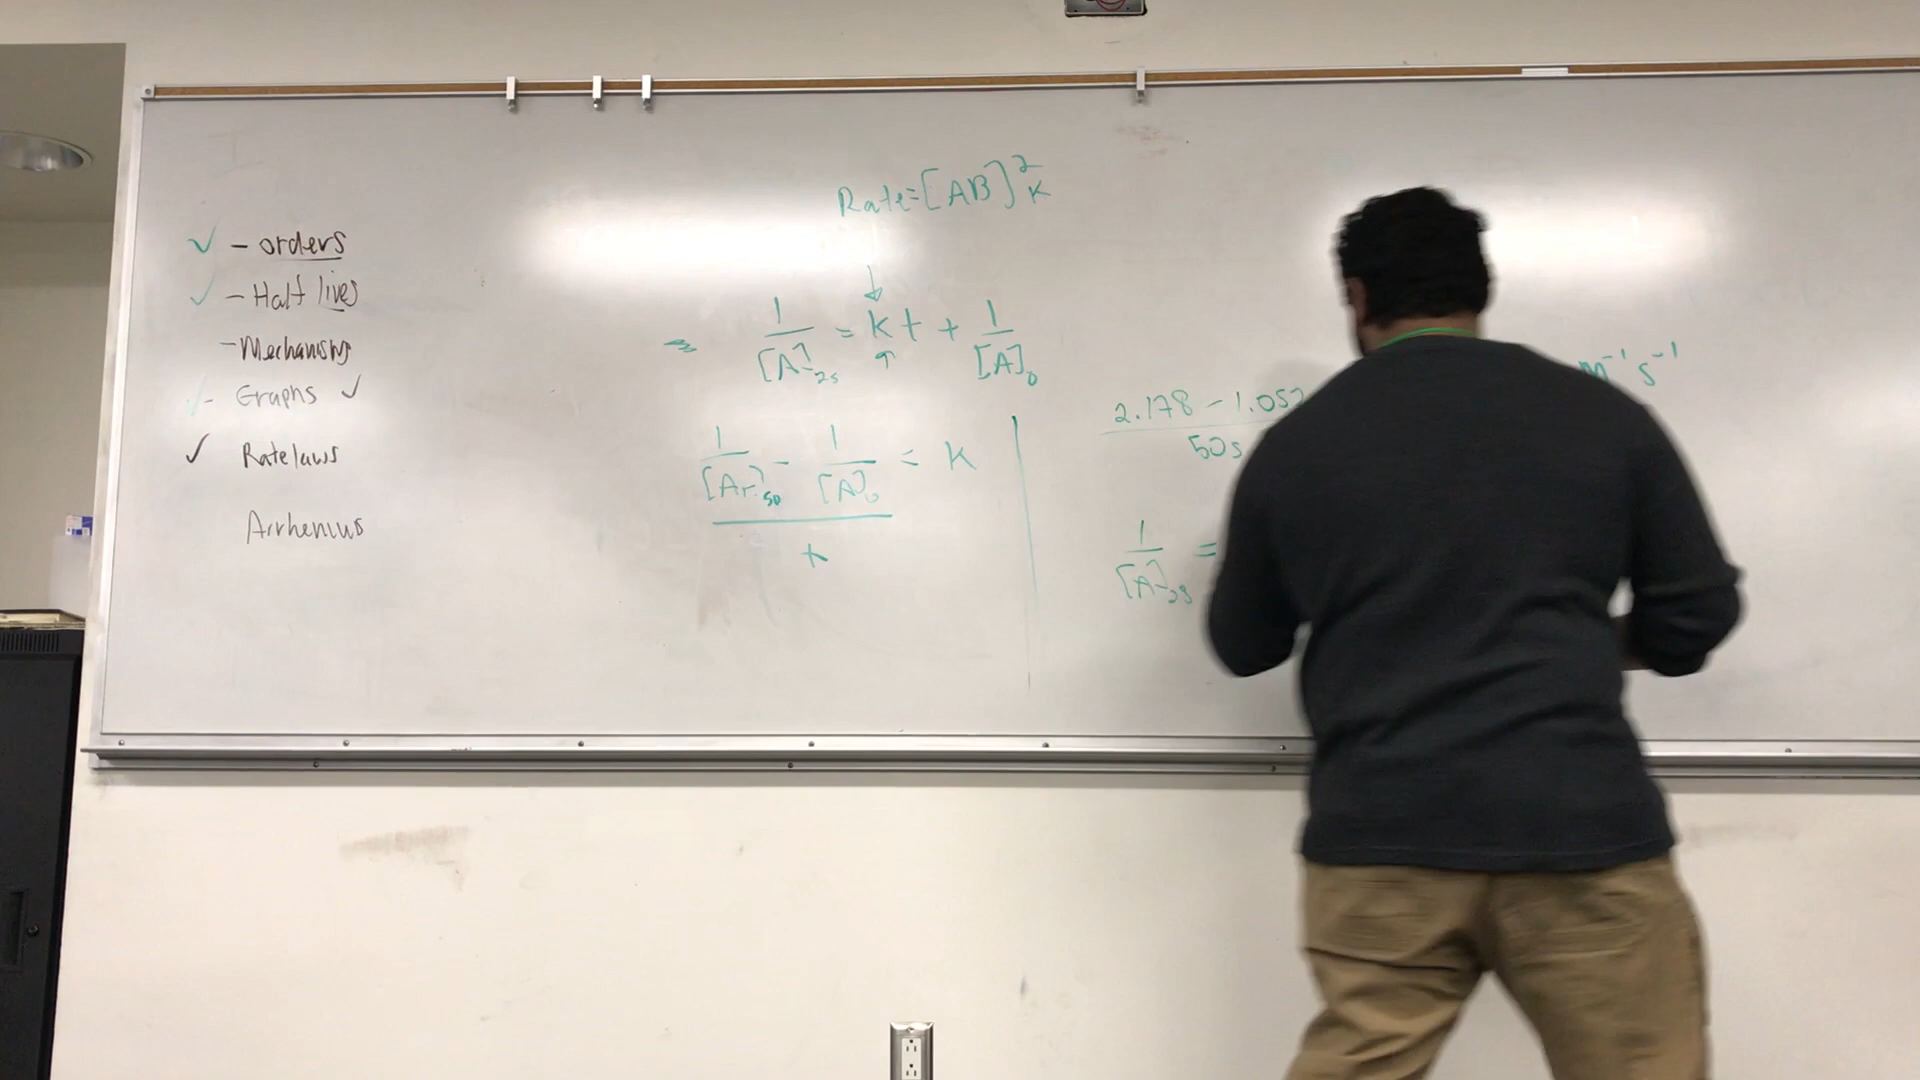 ✓ - orders
✓ - Half lives
- Mechanisms
- Graphs ✓
✓ Rate laws
Arrhenius
Rate=[AB]²K
↓
1/[A]₂₅ = kt + 1/[A]₀
↑
(1/[A]₅₀ - 1/[A]₀)/t = k
2.178 - 1.052
50s
M⁻¹s⁻¹
1/[A]₂₅ =